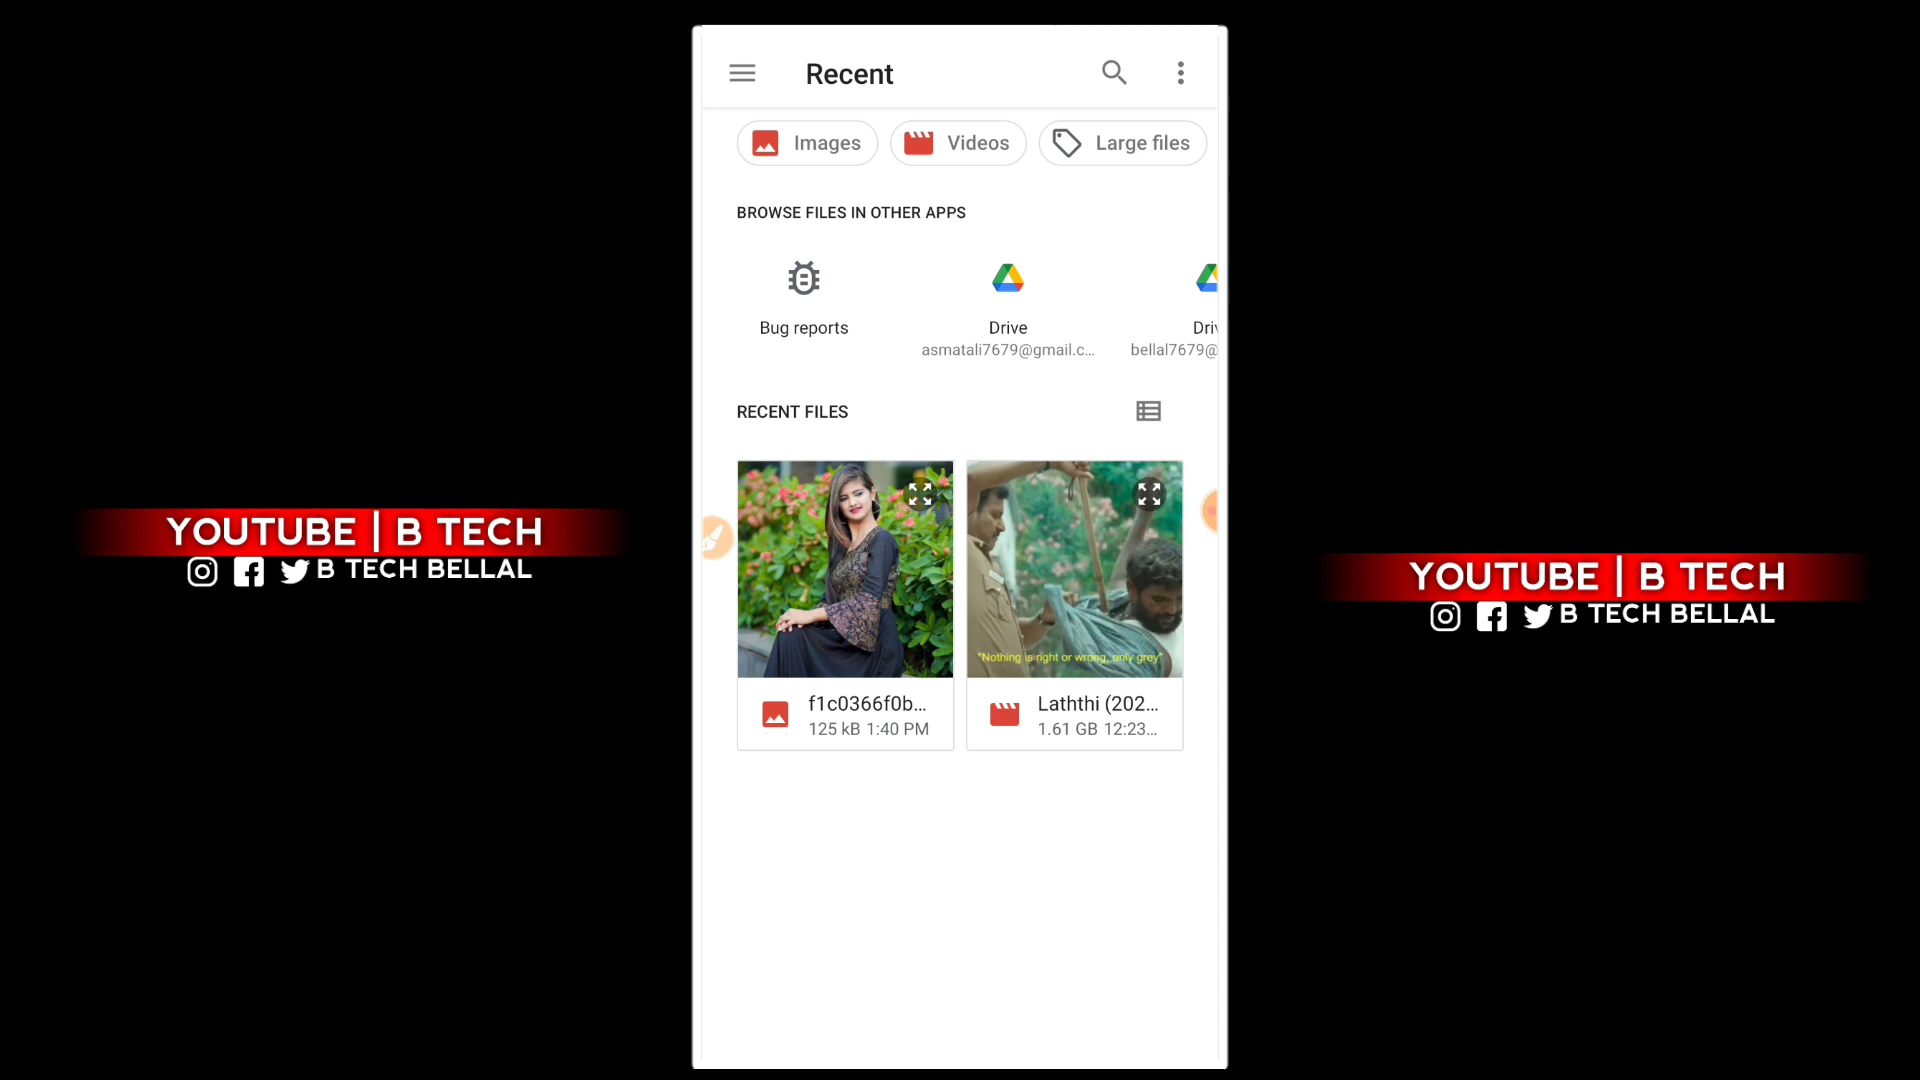 Recent
Images
Videos
Large files
BROWSE FILES IN OTHER APPS
Bug reports
Drive
asmatali7679@gmail.c...
bellal7679@
RECENT FILES
"Nothing is right or wrong, only grey"
f1c0366f0b...
125 kB 1:40 PM
Laththi (202...
1.61 GB 12:23...
YOUTUBE | B TECH
B TECH BELLAL
YOUTUBE | B TECH
B TECH BELLAL